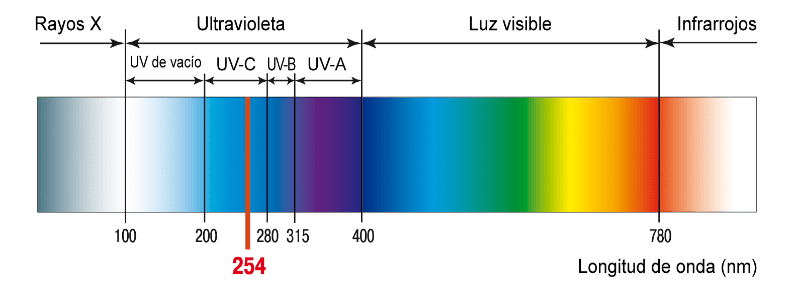 Rayos X Ultravioleta Luz visible Infrarrojos
UV de vacío UV-C UV-B UV-A
100 200 280 315 400 780
254
Longitud de onda (nm)